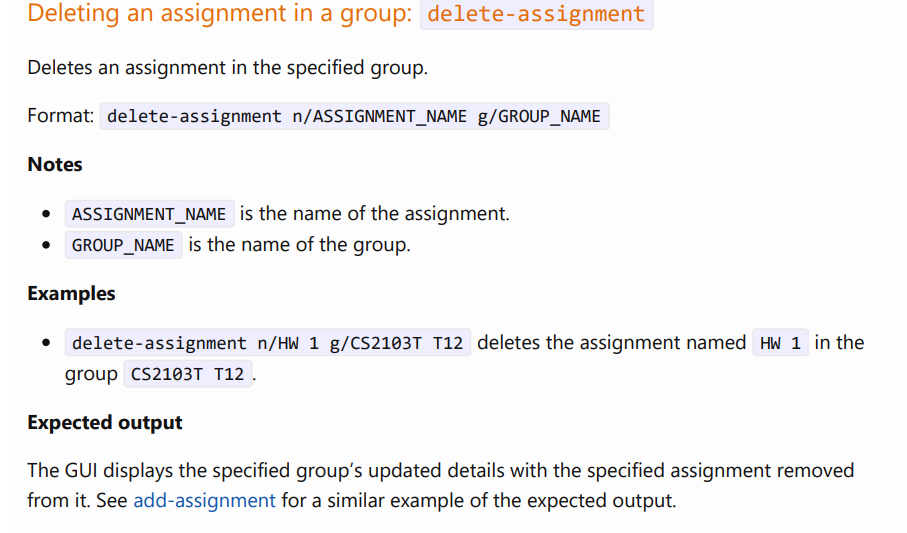 Deleting an assignment in a group: delete-assignment
Deletes an assignment in the specified group.
Format: delete-assignment n/ASSIGNMENT_NAME g/GROUP_NAME
Notes
• ASSIGNMENT_NAME is the name of the assignment.
• GROUP_NAME is the name of the group.
Examples
• delete-assignment n/HW 1 g/CS2103T T12 deletes the assignment named HW 1 in the
group CS2103T T12.
Expected output
The GUI displays the specified group’s updated details with the specified assignment removed
from it. See add-assignment for a similar example of the expected output.